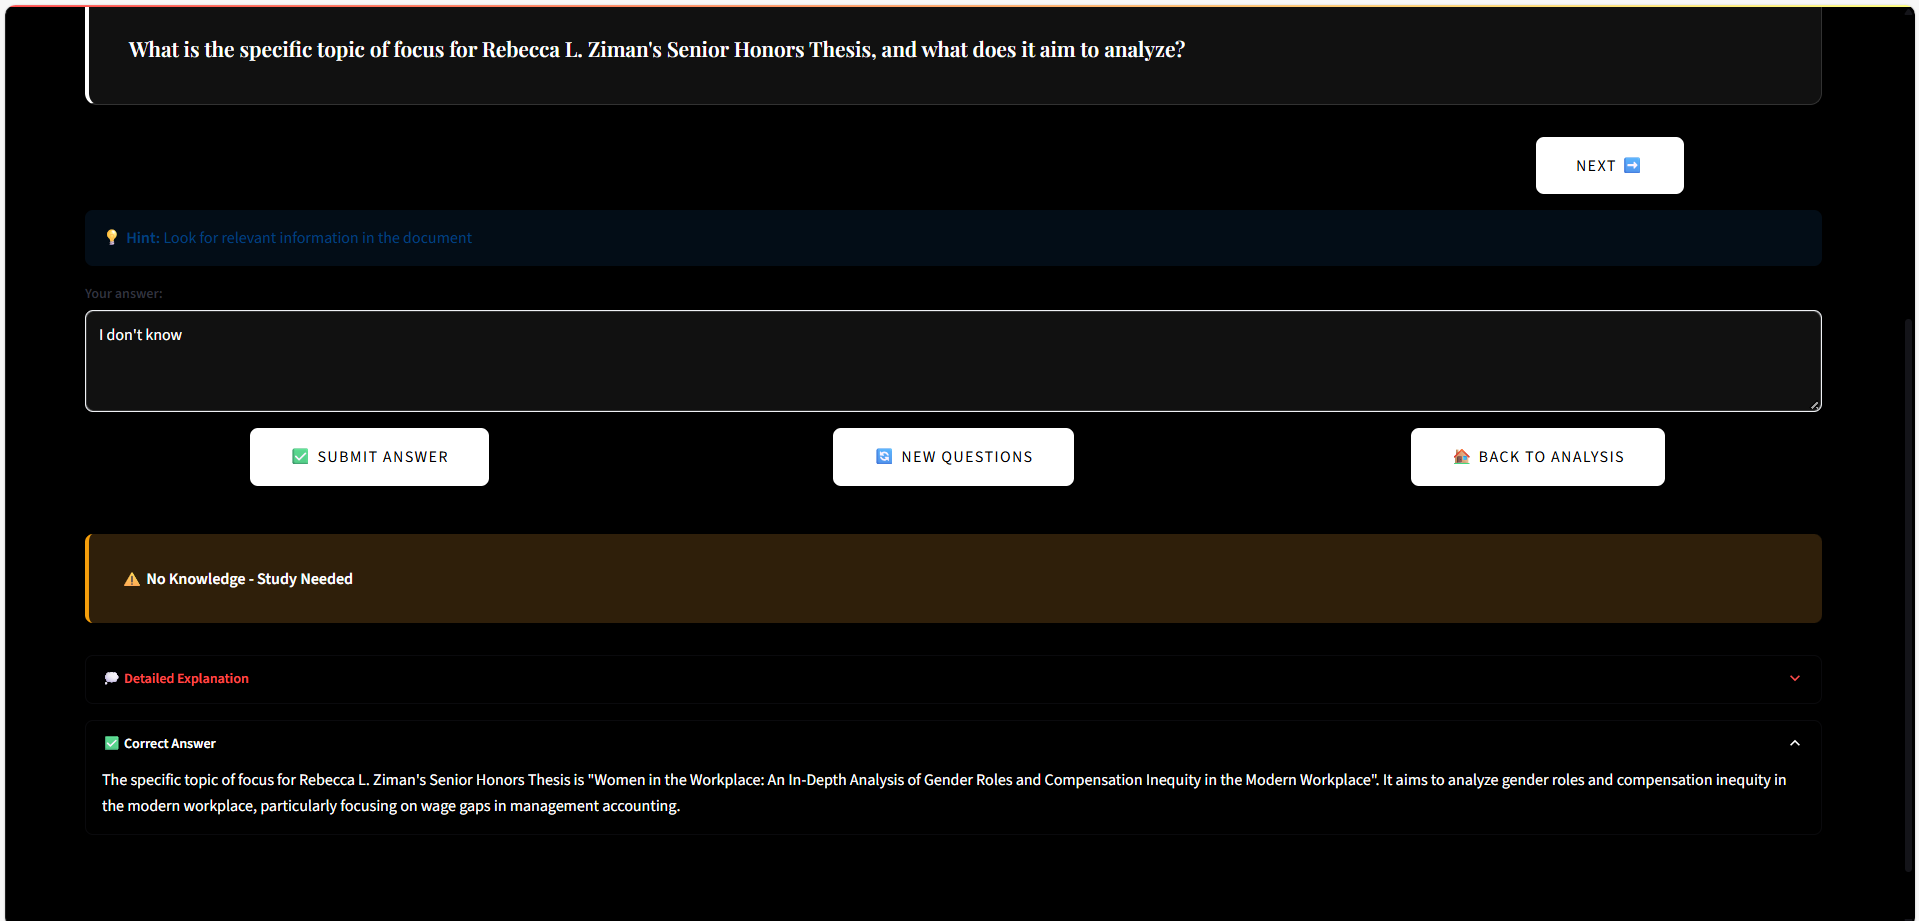 What is the specific topic of focus for Rebecca L. Ziman's Senior Honors Thesis, and what does it aim to analyze?
NEXT ➡️
💡 Hint: Look for relevant information in the document
Your answer:
I don't know
✅ SUBMIT ANSWER
🔄 NEW QUESTIONS
🏠 BACK TO ANALYSIS
⚠️ No Knowledge - Study Needed
💭 Detailed Explanation
✅ Correct Answer
The specific topic of focus for Rebecca L. Ziman's Senior Honors Thesis is "Women in the Workplace: An In-Depth Analysis of Gender Roles and Compensation Inequity in the Modern Workplace". It aims to analyze gender roles and compensation inequity in
the modern workplace, particularly focusing on wage gaps in management accounting.